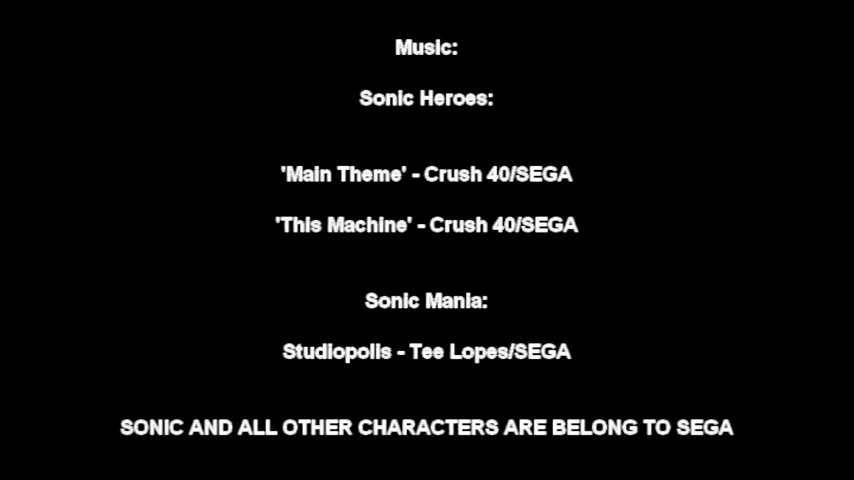 Music:
Sonic Heroes:
'Main Theme' - Crush 40/SEGA
'This Machine' - Crush 40/SEGA
Sonic Mania:
Studiopolis - Tee Lopes/SEGA
SONIC AND ALL OTHER CHARACTERS ARE BELONG TO SEGA